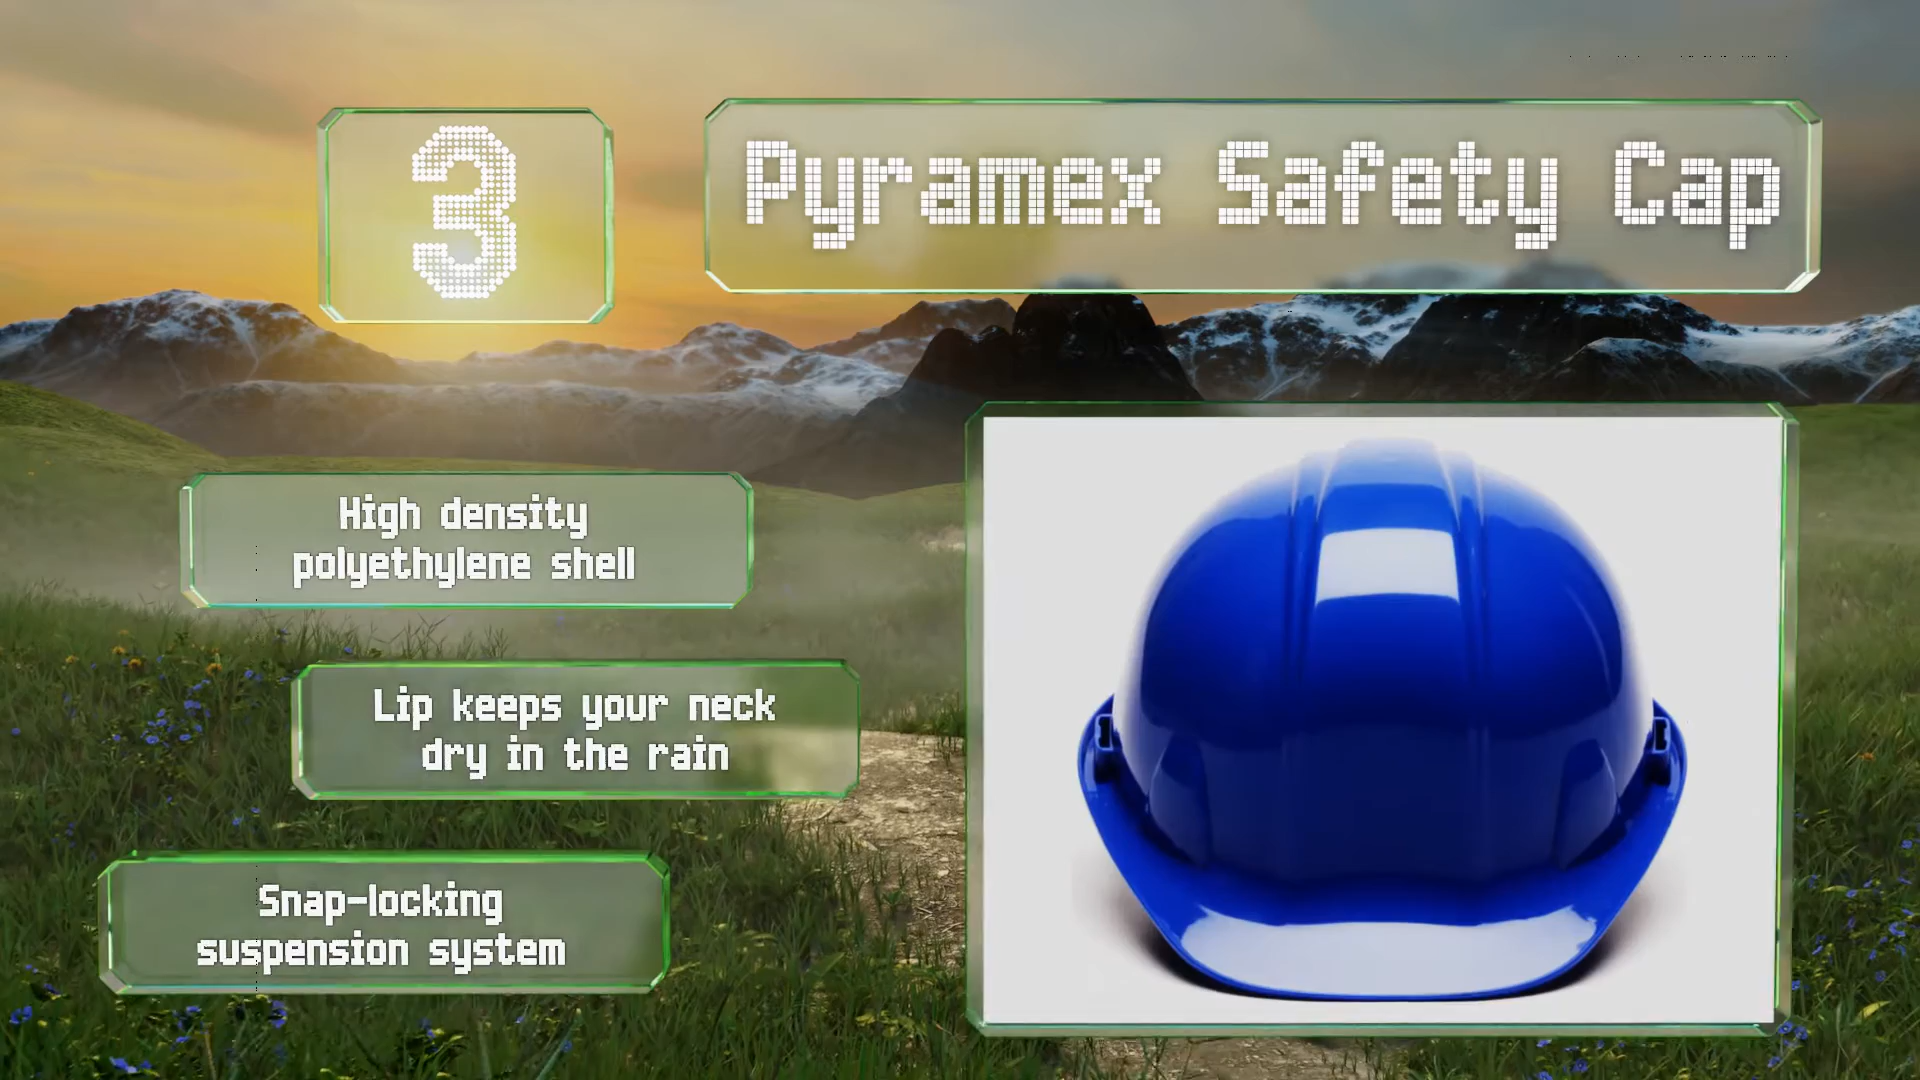 3
Pyramex Safety Cap
High density
polyethylene shell
Lip keeps your neck
dry in the rain
Snap-locking
suspension system